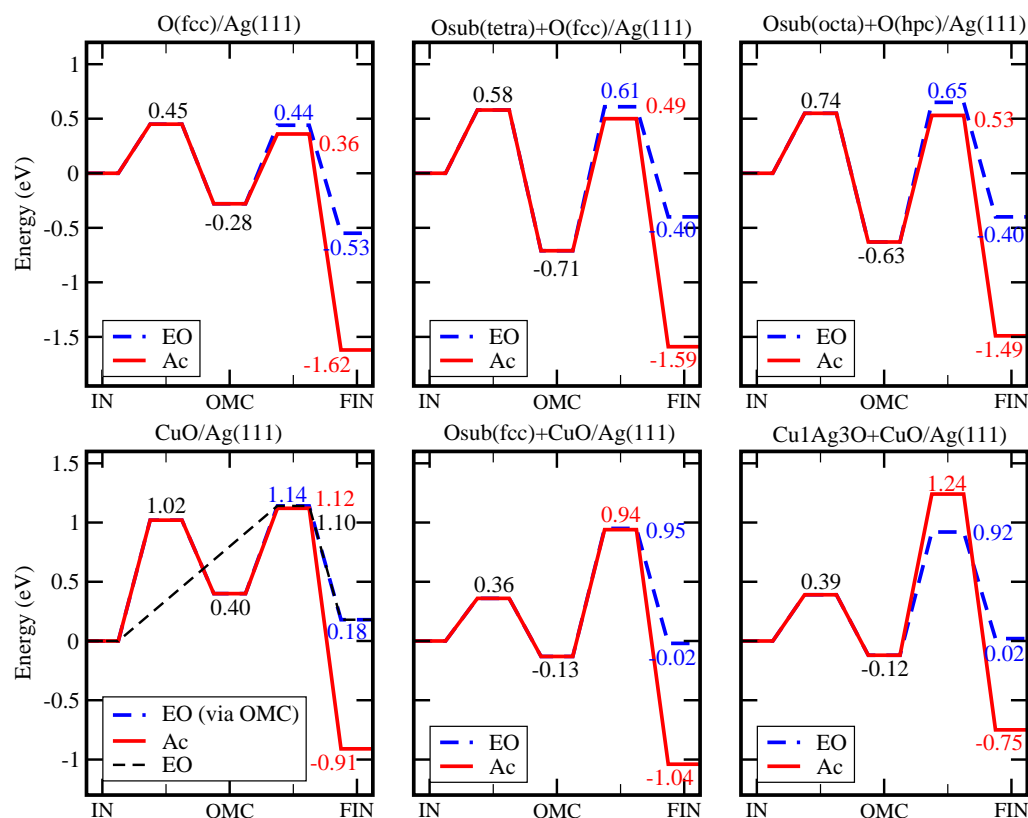 O(fcc)/Ag(111)
Osub(tetra)+O(fcc)/Ag(111)
Osub(octa)+O(hpc)/Ag(111)
Energy (eV)
1
0.5
0
-0.5
-1
-1.5
0.45
0.44
0.36
-0.28
-0.53
-1.62
EO
Ac
IN
OMC
FIN
0.58
0.61
0.49
-0.71
-0.40
-1.59
EO
Ac
IN
OMC
FIN
0.74
0.65
0.53
-0.63
-0.40
-1.49
EO
Ac
IN
OMC
FIN
CuO/Ag(111)
Osub(fcc)+CuO/Ag(111)
Cu1Ag3O+CuO/Ag(111)
Energy (eV)
1.5
1
0.5
0
-0.5
-1
1.02
1.14
1.12
1.10
0.40
0.18
-0.91
EO (via OMC)
Ac
EO
IN
OMC
FIN
0.36
0.94
0.95
-0.13
-0.02
-1.04
EO
Ac
IN
OMC
FIN
0.39
1.24
0.92
-0.12
0.02
-0.75
EO
Ac
IN
OMC
FIN